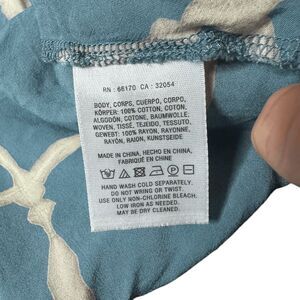 RN : 66170 CA : 32054
BODY, CORPS, CUERPO, CORPO,
KÖRPER: 100% COTTON, COTON,
ALGODÓN, COTONE, BAUMWOLLE;
WOVEN, TISSÉ, TEJIDO, TESSUTO,
GEWEBT: 100% RAYON, RAYONNE,
RAYÓN, RAION, KUNSTSEIDE
MADE IN CHINA, HECHO EN CHINA,
FABRIQUÉ EN CHINE
HAND WASH COLD SEPARATELY.
DO NOT WRING OR TWIST.
USE ONLY NON-CHLORINE BLEACH,
LOW IRON AS NEEDED.
MAY BE DRY CLEANED.